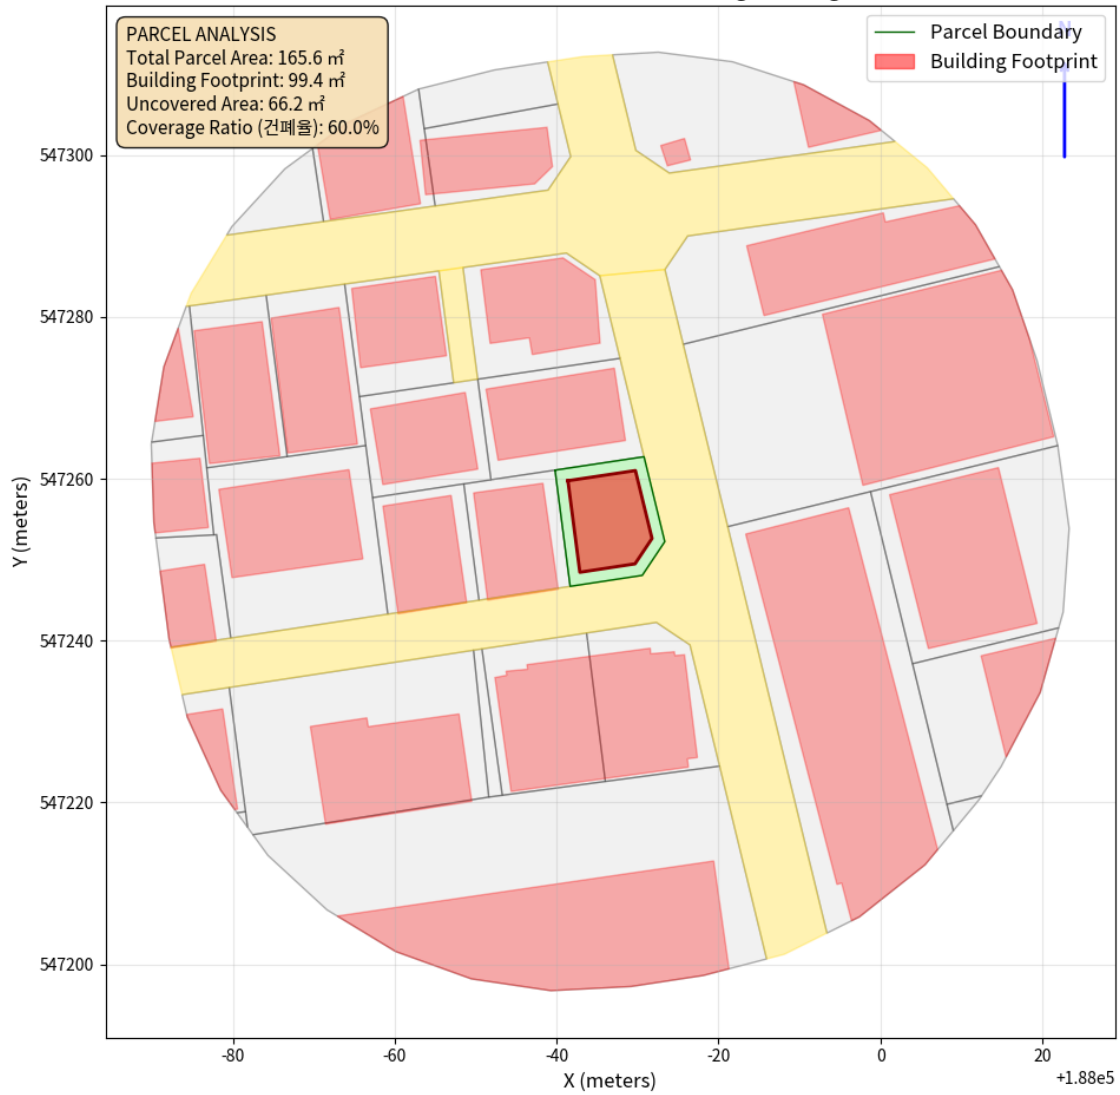 PARCEL ANALYSIS
Total Parcel Area: 165.6 ㎡
Building Footprint: 99.4 ㎡
Uncovered Area: 66.2 ㎡
Coverage Ratio (건폐율): 60.0%
N
Parcel Boundary
Building Footprint
547300
547280
547260
547240
547220
547200
Y (meters)
-80
-60
-40
-20
0
20
+1.88e5
X (meters)